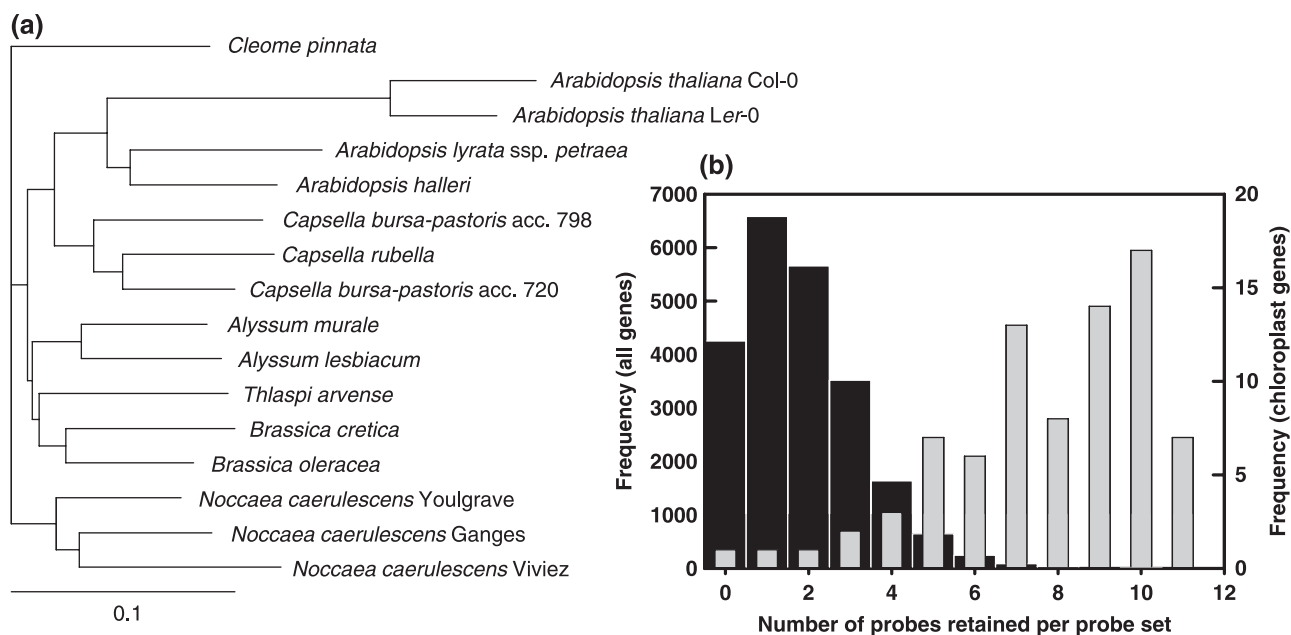 (a)
Cleome pinnata
Arabidopsis thaliana Col-0
Arabidopsis thaliana Ler-0
Arabidopsis lyrata ssp. petraea
Arabidopsis halleri
Capsella bursa-pastoris acc. 798
Capsella rubella
Capsella bursa-pastoris acc. 720
Alyssum murale
Alyssum lesbiacum
Thlaspi arvense
Brassica cretica
Brassica oleracea
Noccaea caerulescens Youlgrave
Noccaea caerulescens Ganges
Noccaea caerulescens Viviez
0.1
(b)
Frequency (all genes)
7000
6000
5000
4000
3000
2000
1000
0
20
15
10
5
0
Frequency (chloroplast genes)
0 2 4 6 8 10 12
Number of probes retained per probe set